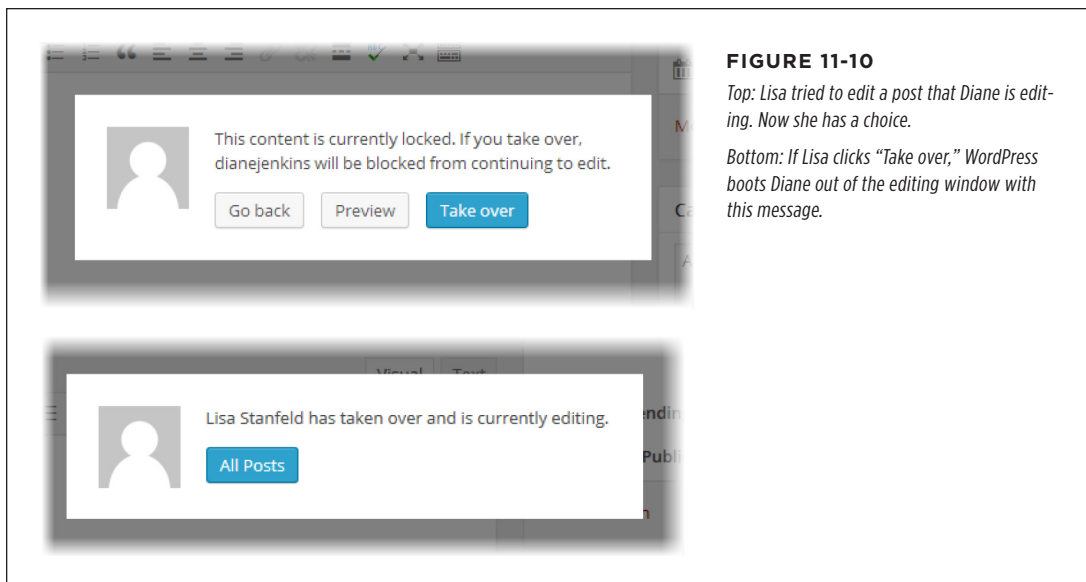 This content is currently locked. If you take over,
dianejenkins will be blocked from continuing to edit.
Go back Preview Take over
Visual Text
Lisa Stanfeld has taken over and is currently editing.
All Posts
FIGURE 11-10
Top: Lisa tried to edit a post that Diane is edit-
ing. Now she has a choice.
Bottom: If Lisa clicks “Take over,” WordPress
boots Diane out of the editing window with
this message.